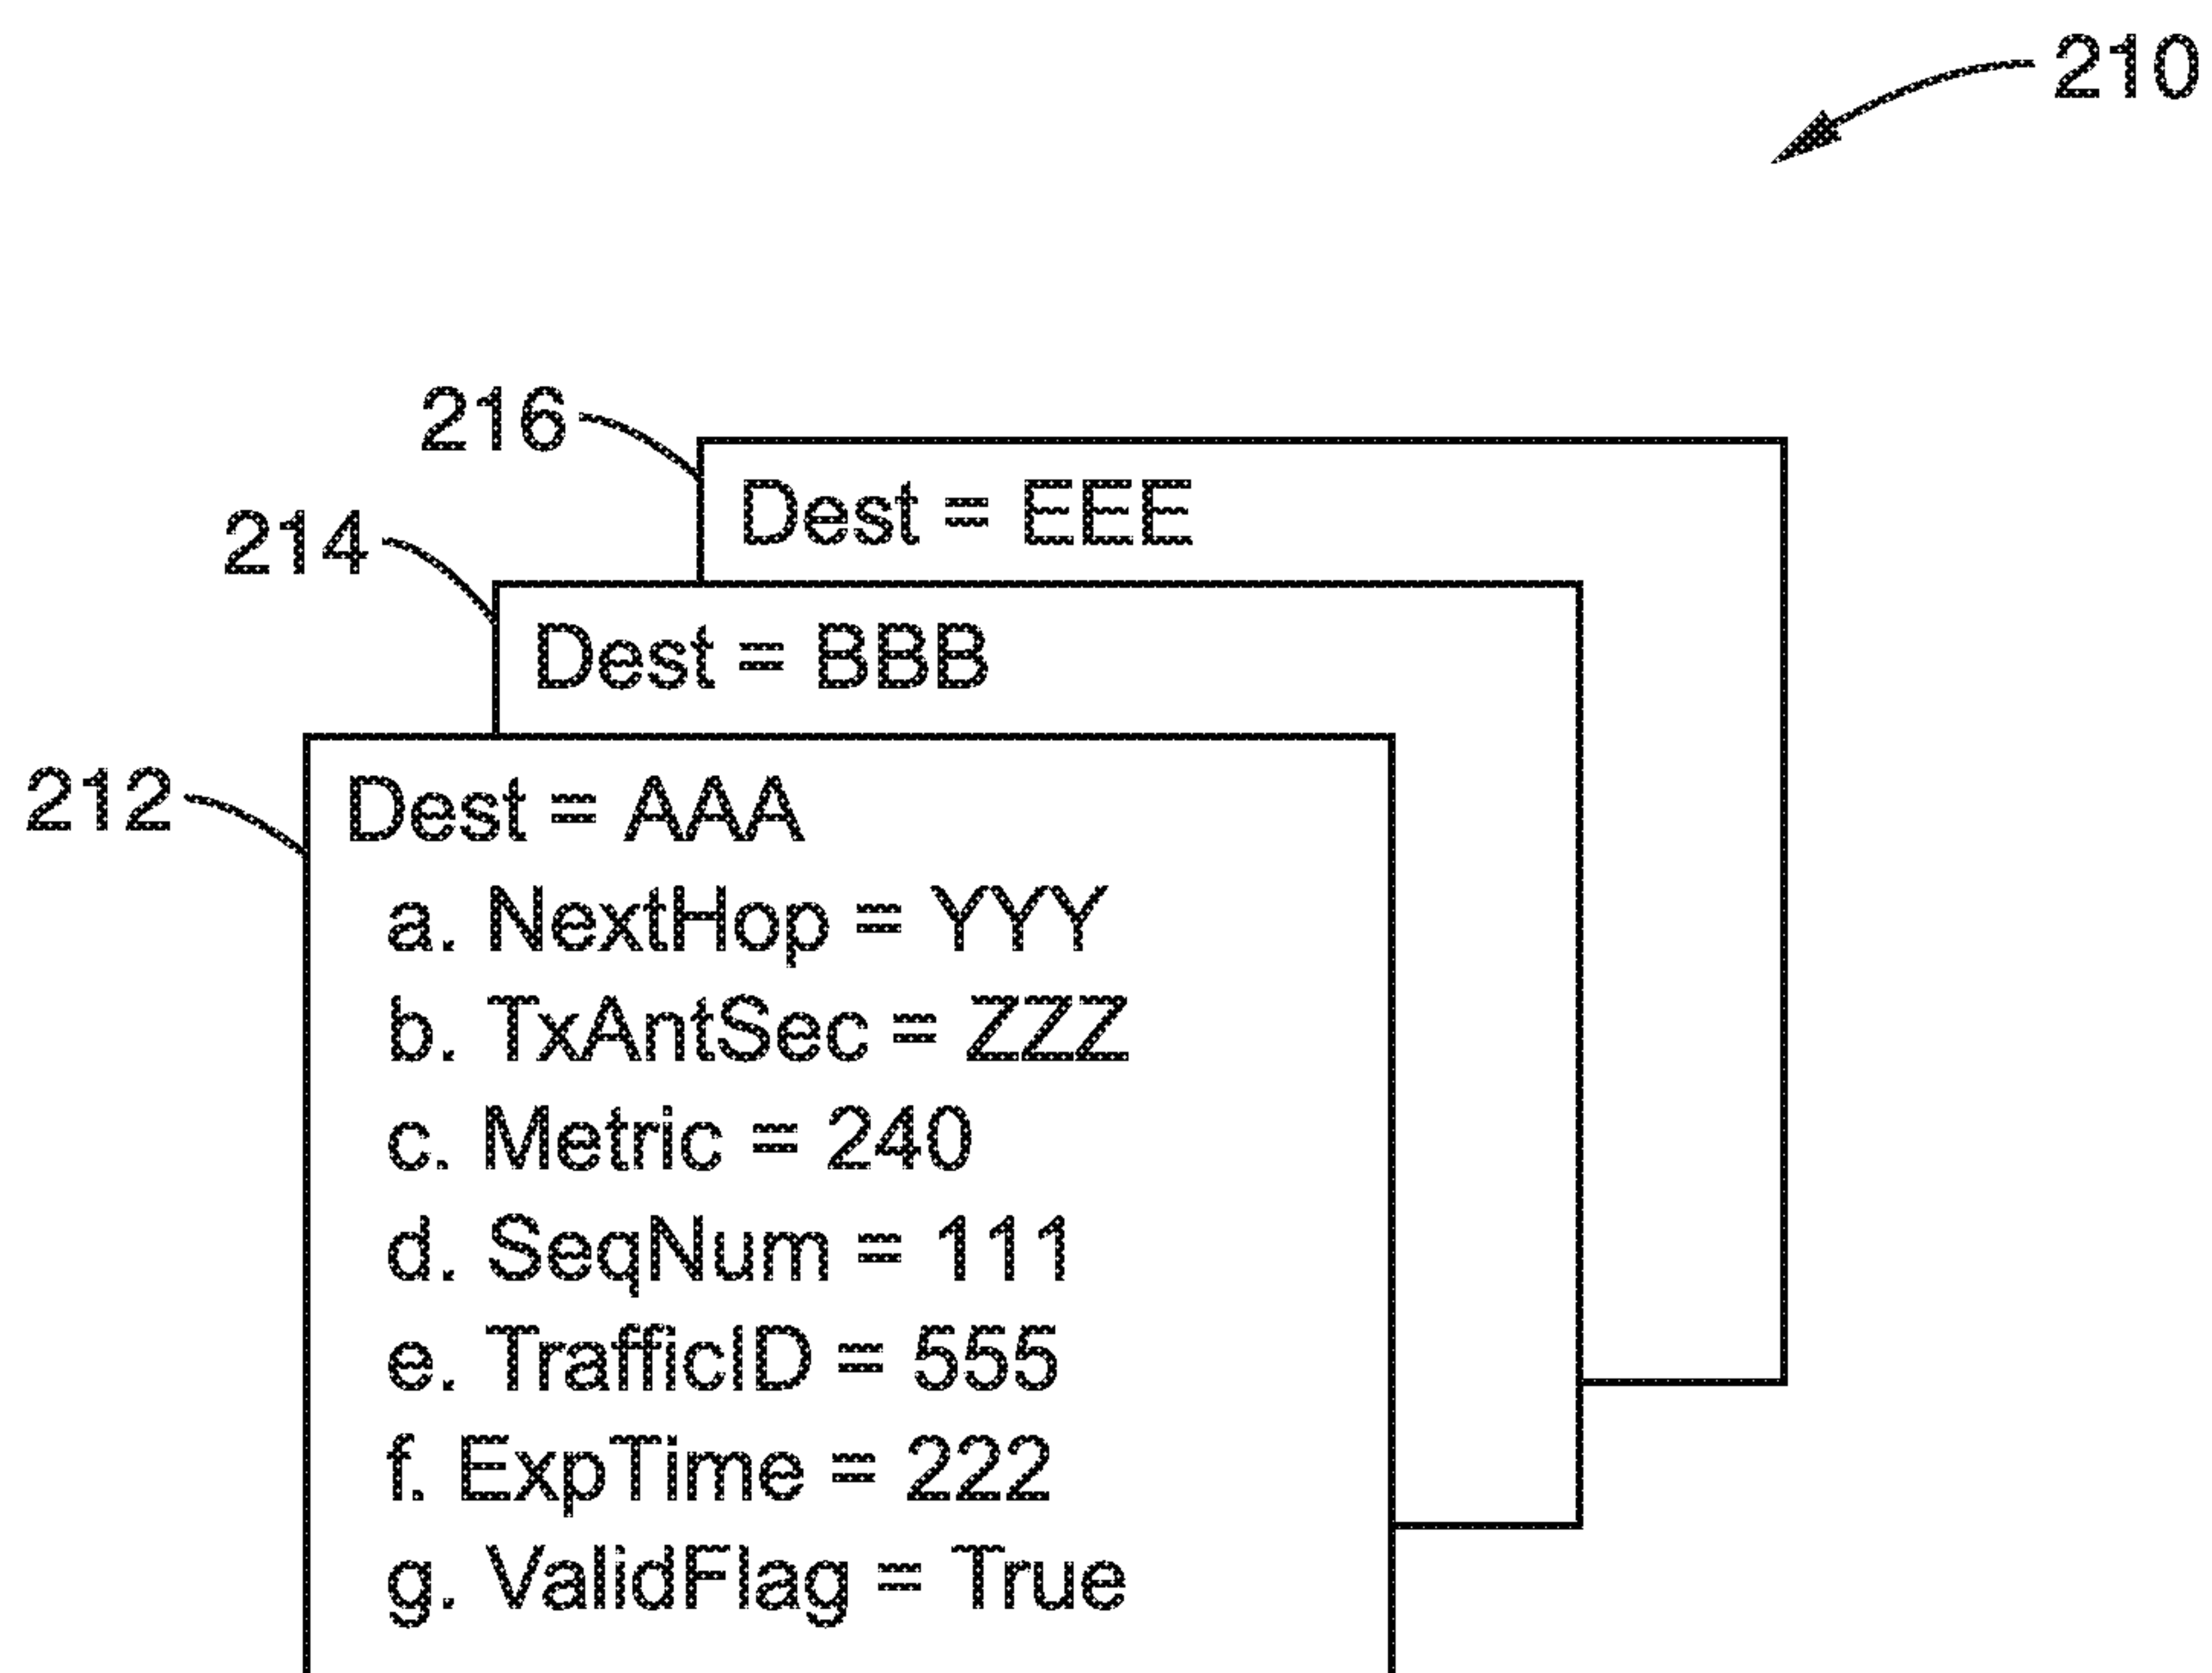 210
216
Dest = EEE
214
Dest = BBB
212
Dest = AAA
a. NextHop = YYY
b. TxAntSec = ZZZ
c. Metric = 240
d. SeqNum = 111
e. TrafficID = 555
f. ExpTime = 222
g. ValidFlag = True